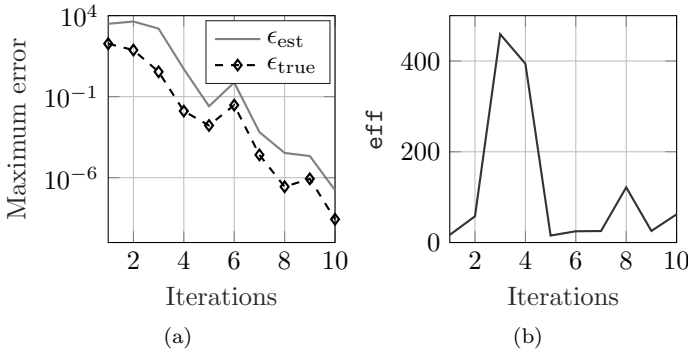 10^4
10^{-1}
10^{-6}
Maximum error
ϵ_est
ϵ_true
2 4 6 8 10
Iterations
(a)
400
200
0
eff
2 4 6 8 10
Iterations
(b)